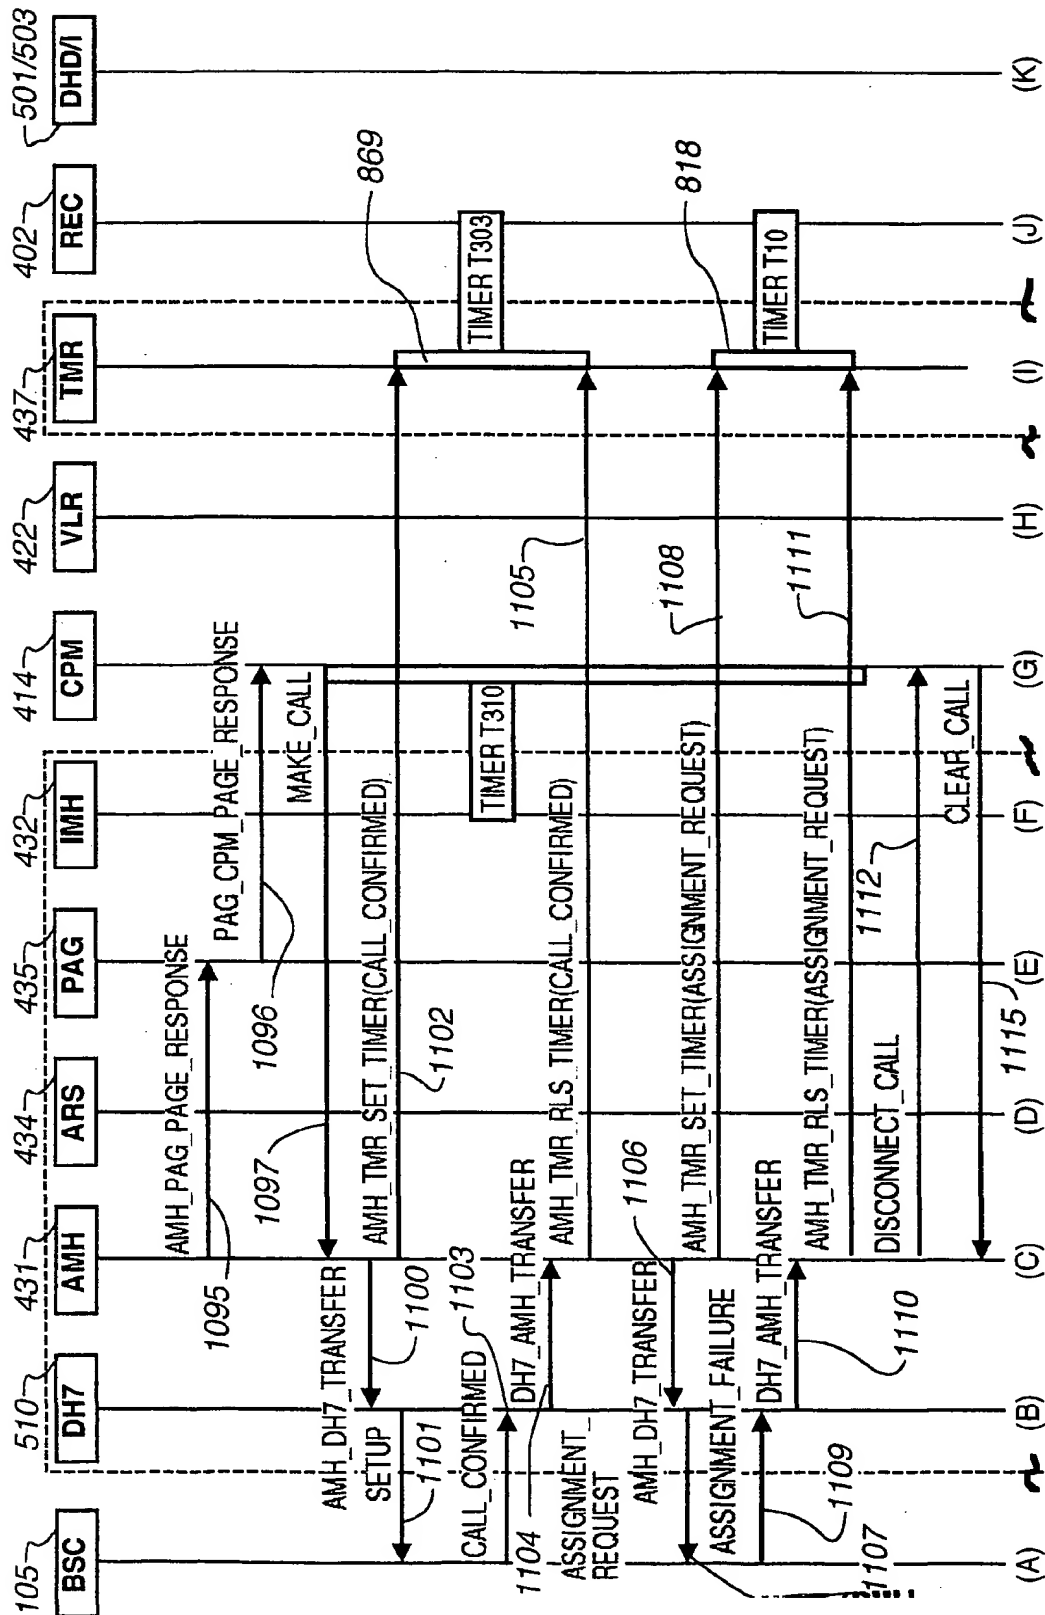 105 510 431 434 435 432 414 422 437 402 501/503
BSC DH7 AMH ARS PAG IMH CPM VLR TMR REC DHD/I
AMH_PAG_PAGE_RESPONSE
1095
PAG_CPM_PAGE_RESPONSE
1096
MAKE_CALL
1097
AMH_DH7_TRANSFER
1100
SETUP
1101
AMH_TMR_SET_TIMER(CALL_CONFIRMED)
1102
869
TIMER T310
TIMER T303
CALL_CONFIRMED
1103
DH7_AMH_TRANSFER
1104
AMH_TMR_RLS_TIMER(CALL_CONFIRMED)
1105
ASSIGNMENT_
REQUEST
AMH_DH7_TRANSFER
1106
1107
AMH_TMR_SET_TIMER(ASSIGNMENT_REQUEST)
1108
818
TIMER T10
ASSIGNMENT_FAILURE
1109
DH7_AMH_TRANSFER
1110
AMH_TMR_RLS_TIMER(ASSIGNMENT_REQUEST)
1111
DISCONNECT_CALL
1112
CLEAR_CALL
1115
(A) (B) (C) (D) (E) (F) (G) (H) (I) (J) (K)